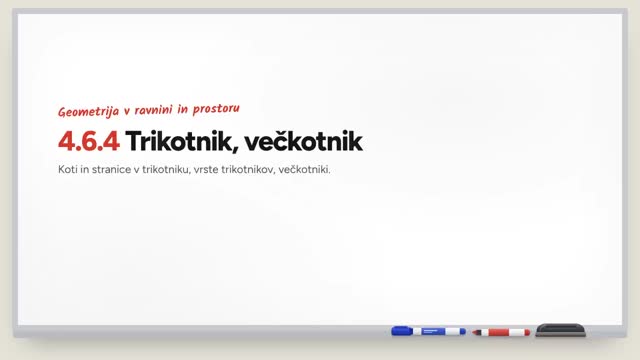 Geometrija v ravnini in prostoru
4.6.4 Trikotnik, večkotnik
Koti in stranice v trikotniku, vrste trikotnikov, večkotniki.